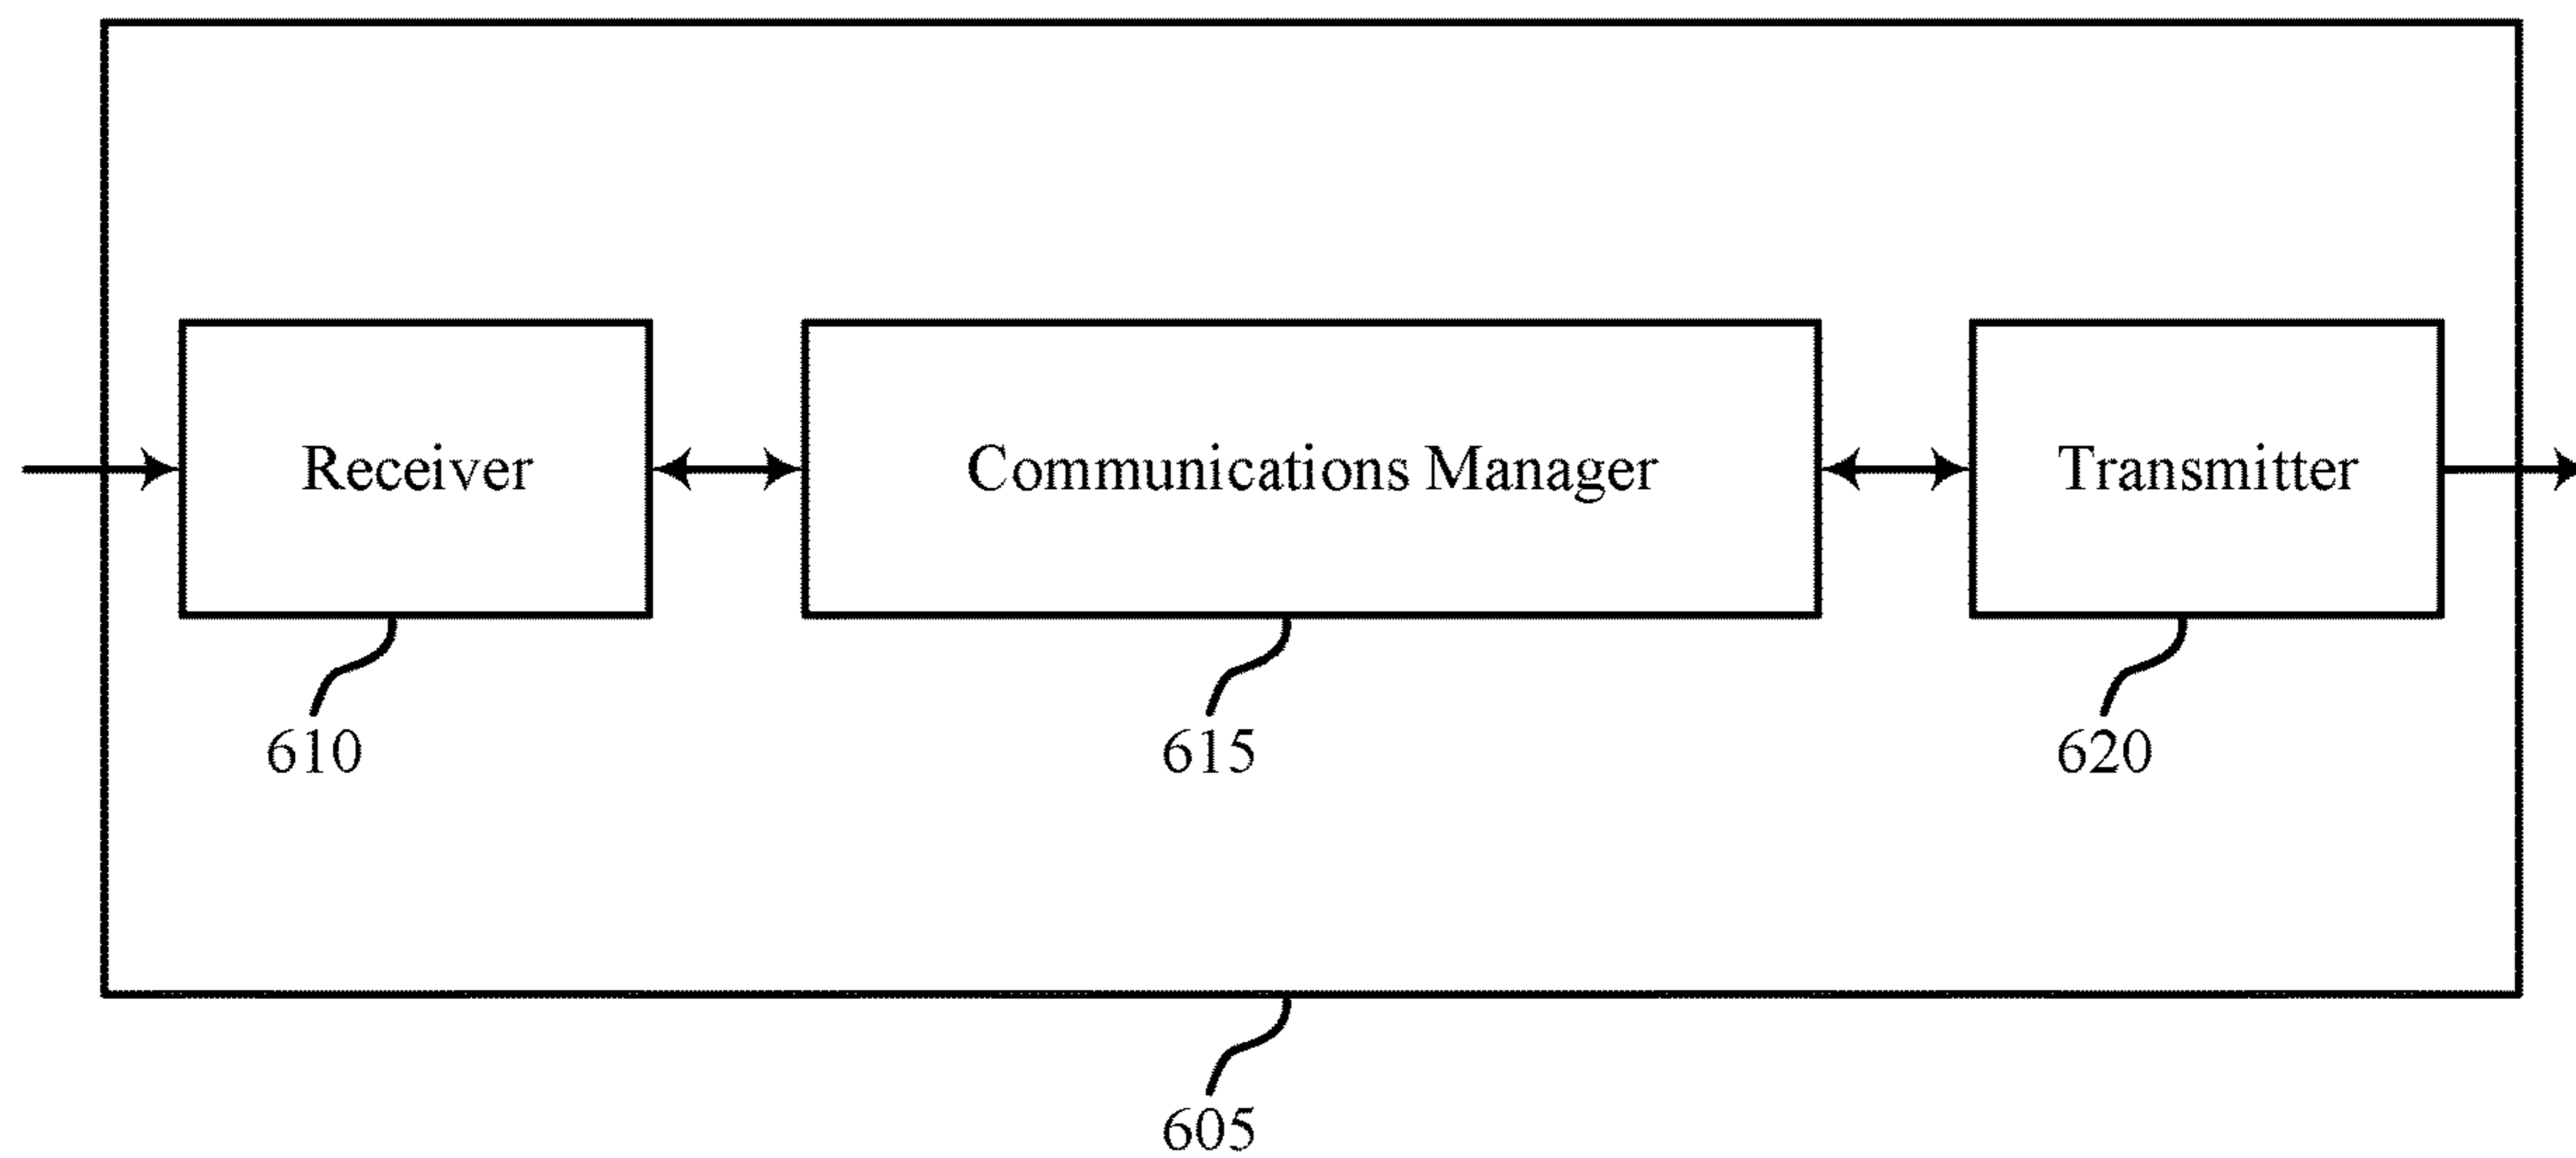 Receiver
Communications Manager
Transmitter
610
615
620
605